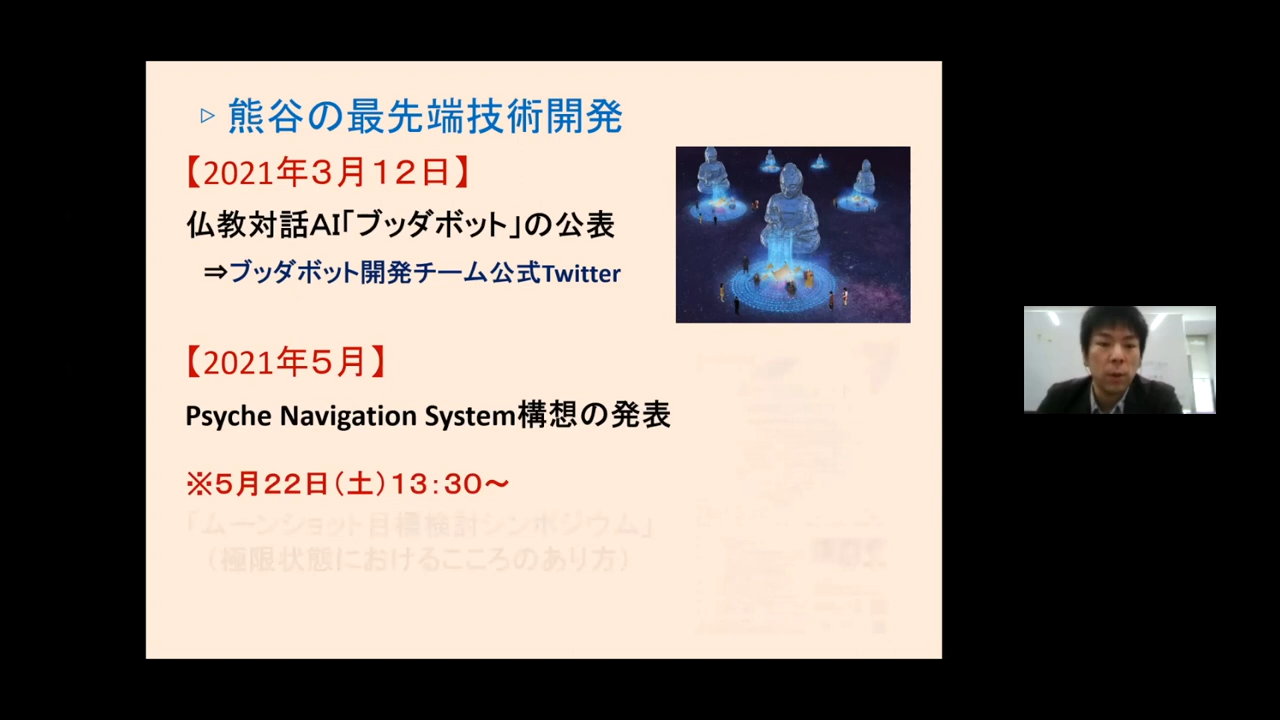 ▷ 熊谷の最先端技術開発
【2021年３月１２日】
仏教対話AI「ブッダボット」の公表
⇒ブッダボット開発チーム公式Twitter
【2021年５月】
Psyche Navigation System構想の発表
※５月２２日（土）１３：３０～
「ムーンショット目標検討シンポジウム」
（極限状態におけるこころのあり方）